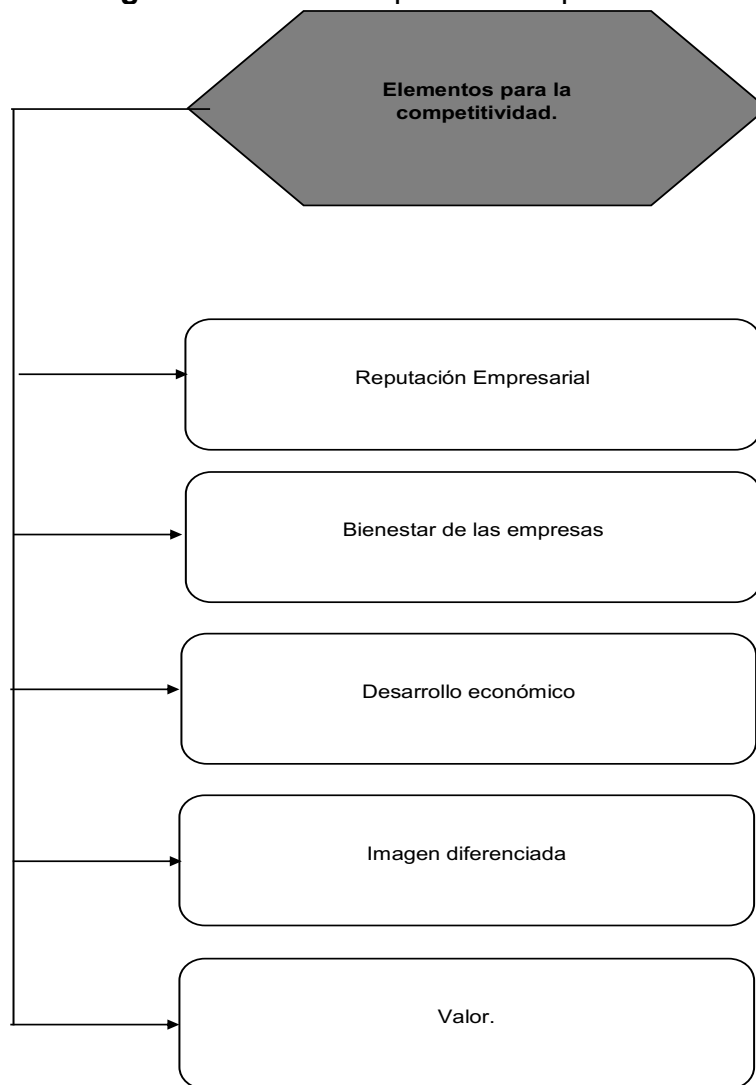 Elementos para la
competitividad.
Reputación Empresarial
Bienestar de las empresas
Desarrollo económico
Imagen diferenciada
Valor.